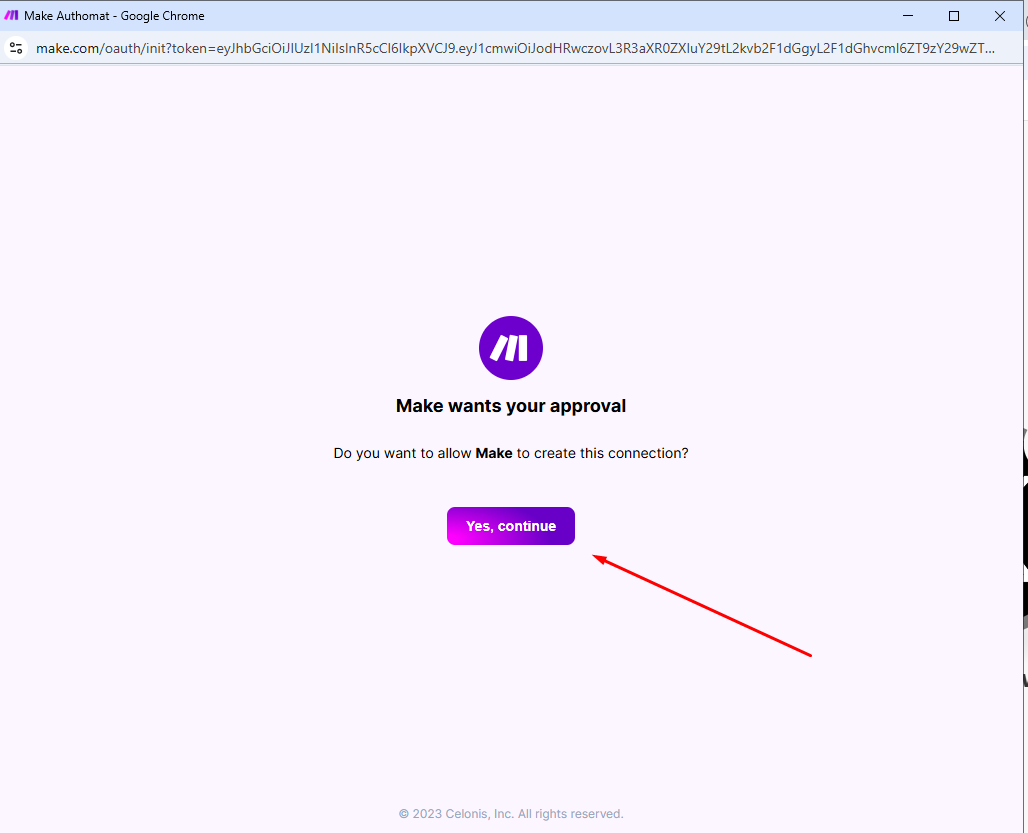 Make Authomat - Google Chrome
make.com/oauth/init?token=eyJhbGciOiJIUzI1NiIsInR5cCI6IkpXVCJ9.eyJ1cmwiOiJodHRwczovL3R3aXR0ZXIuY29tL2kvb2F1dGgyL2F1dGhvcml6ZT9zY29wZT...
Make wants your approval
Do you want to allow Make to create this connection?
Yes, continue
© 2023 Celonis, Inc. All rights reserved.